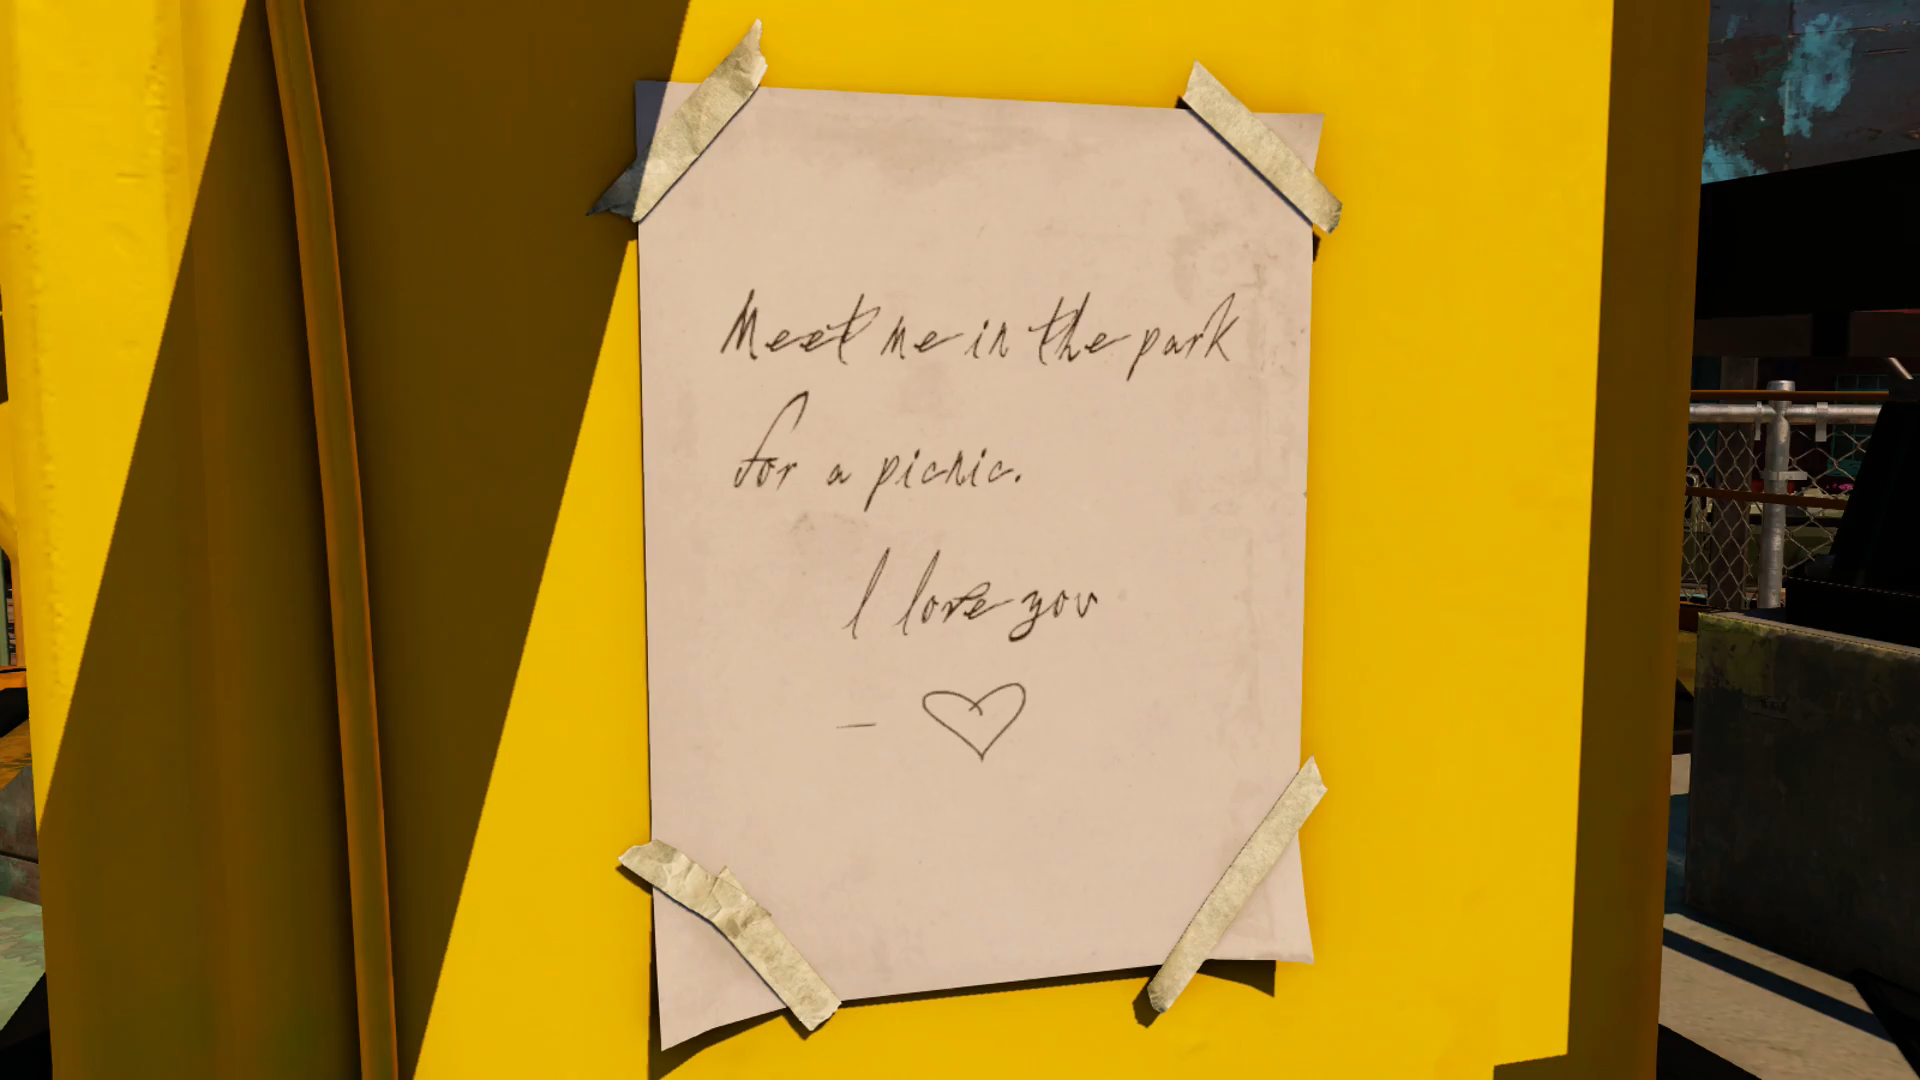 Meet me in the park
for a picnic.
I love you
– ♡